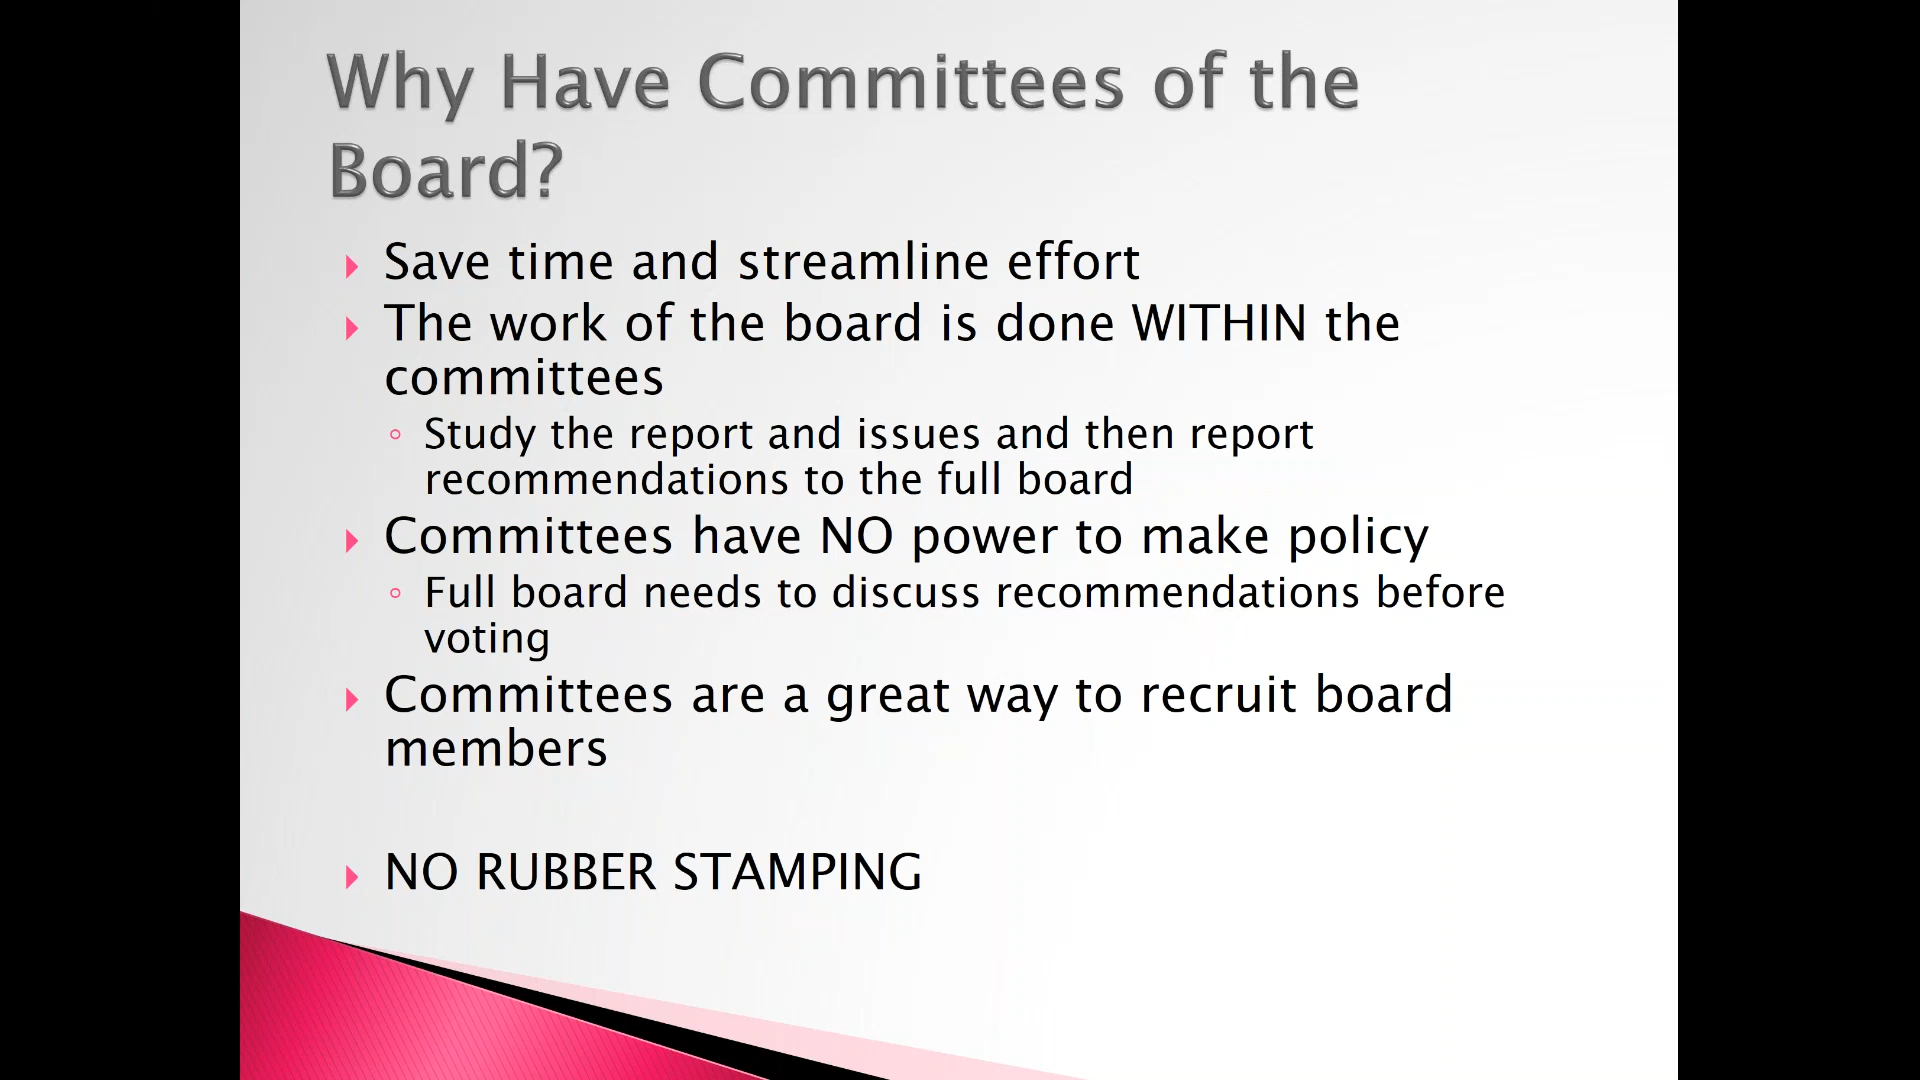 Why Have Committees of the
Board?
Save time and streamline effort
The work of the board is done WITHIN the
committees
Study the report and issues and then report
recommendations to the full board
Committees have NO power to make policy
Full board needs to discuss recommendations before
voting
Committees are a great way to recruit board
members
NO RUBBER STAMPING